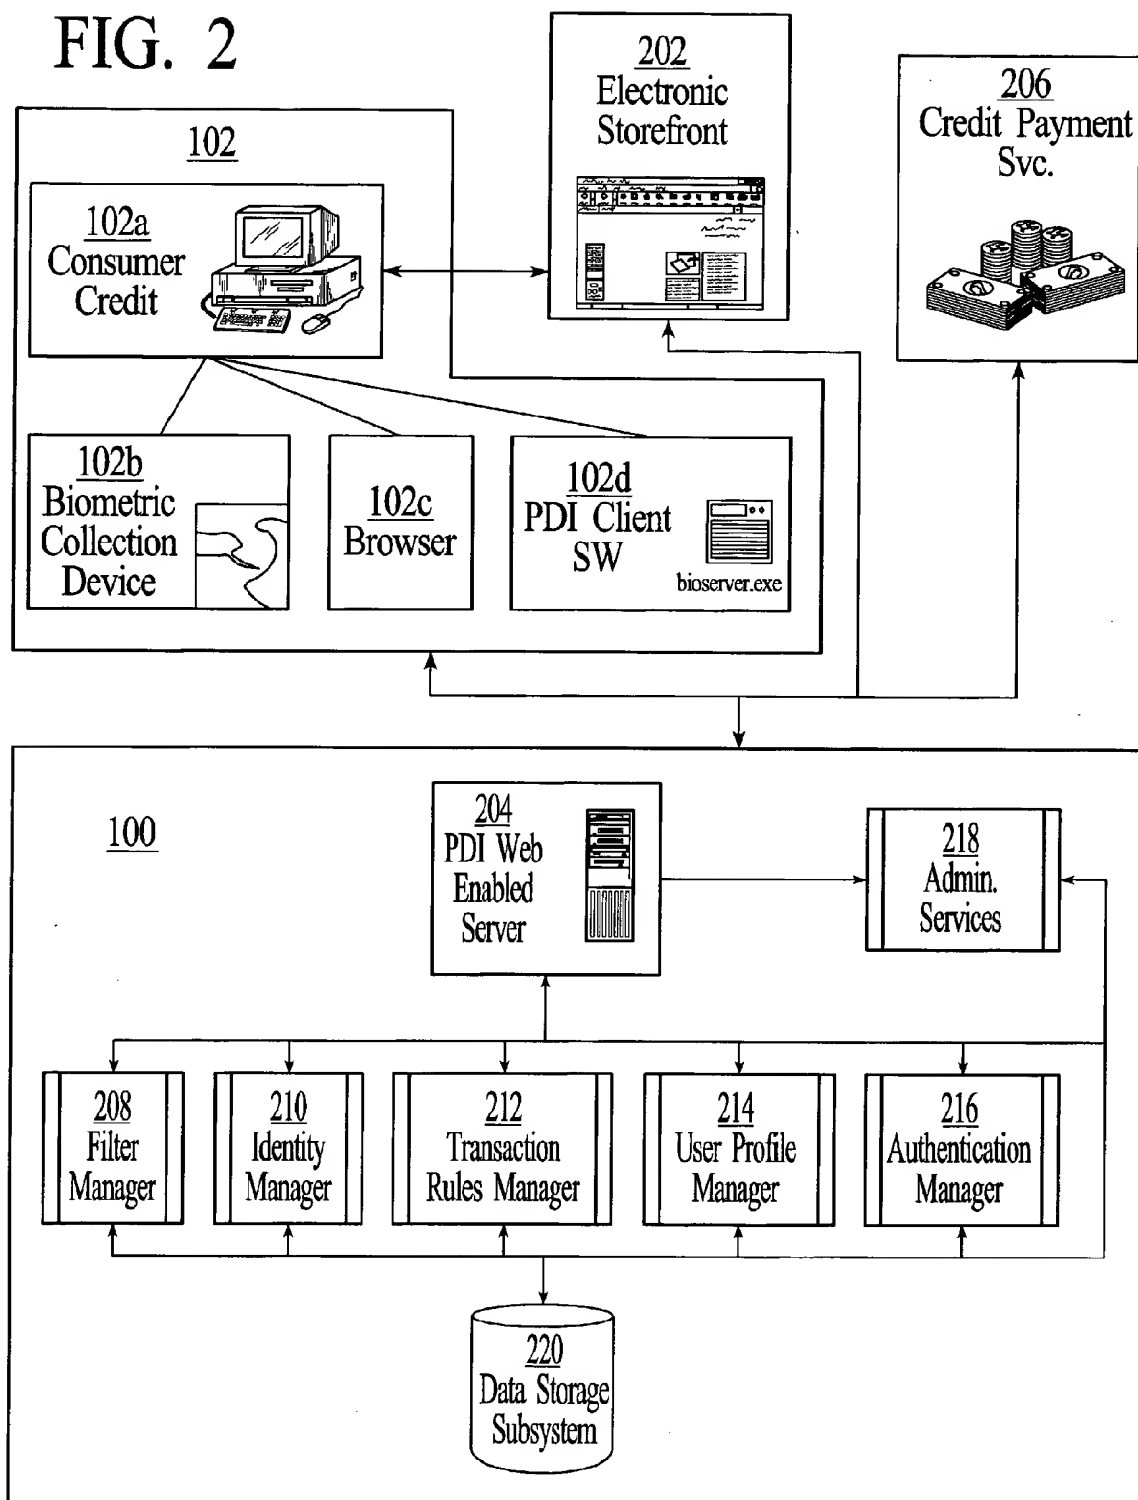 FIG. 2
202
Electronic
Storefront
206
Credit Payment
Svc.
102
102a
Consumer
Credit
102b
Biometric
Collection
Device
102c
Browser
102d
PDI Client
SW
bioserver.exe
100
204
PDI Web
Enabled
Server
218
Admin.
Services
208
Filter
Manager
210
Identity
Manager
212
Transaction
Rules Manager
214
User Profile
Manager
216
Authentication
Manager
220
Data Storage
Subsystem